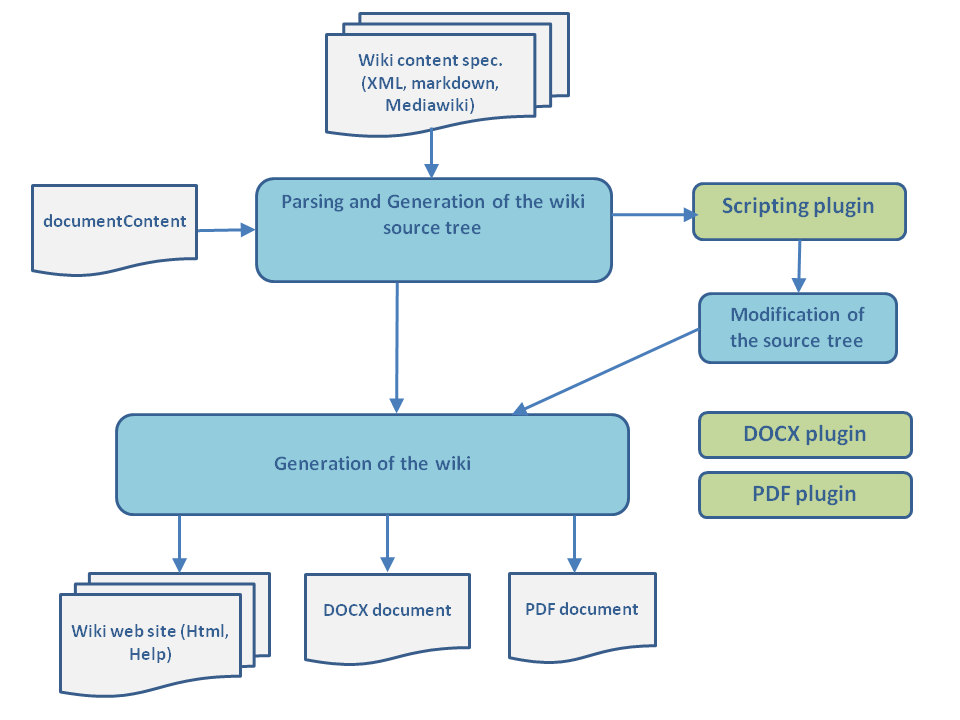 Wiki content spec.
(XML, markdown,
Mediawiki)
documentContent
Parsing and Generation of the wiki
source tree
Scripting plugin
Modification of
the source tree
Generation of the wiki
DOCX plugin
PDF plugin
Wiki web site (Html,
Help)
DOCX document
PDF document